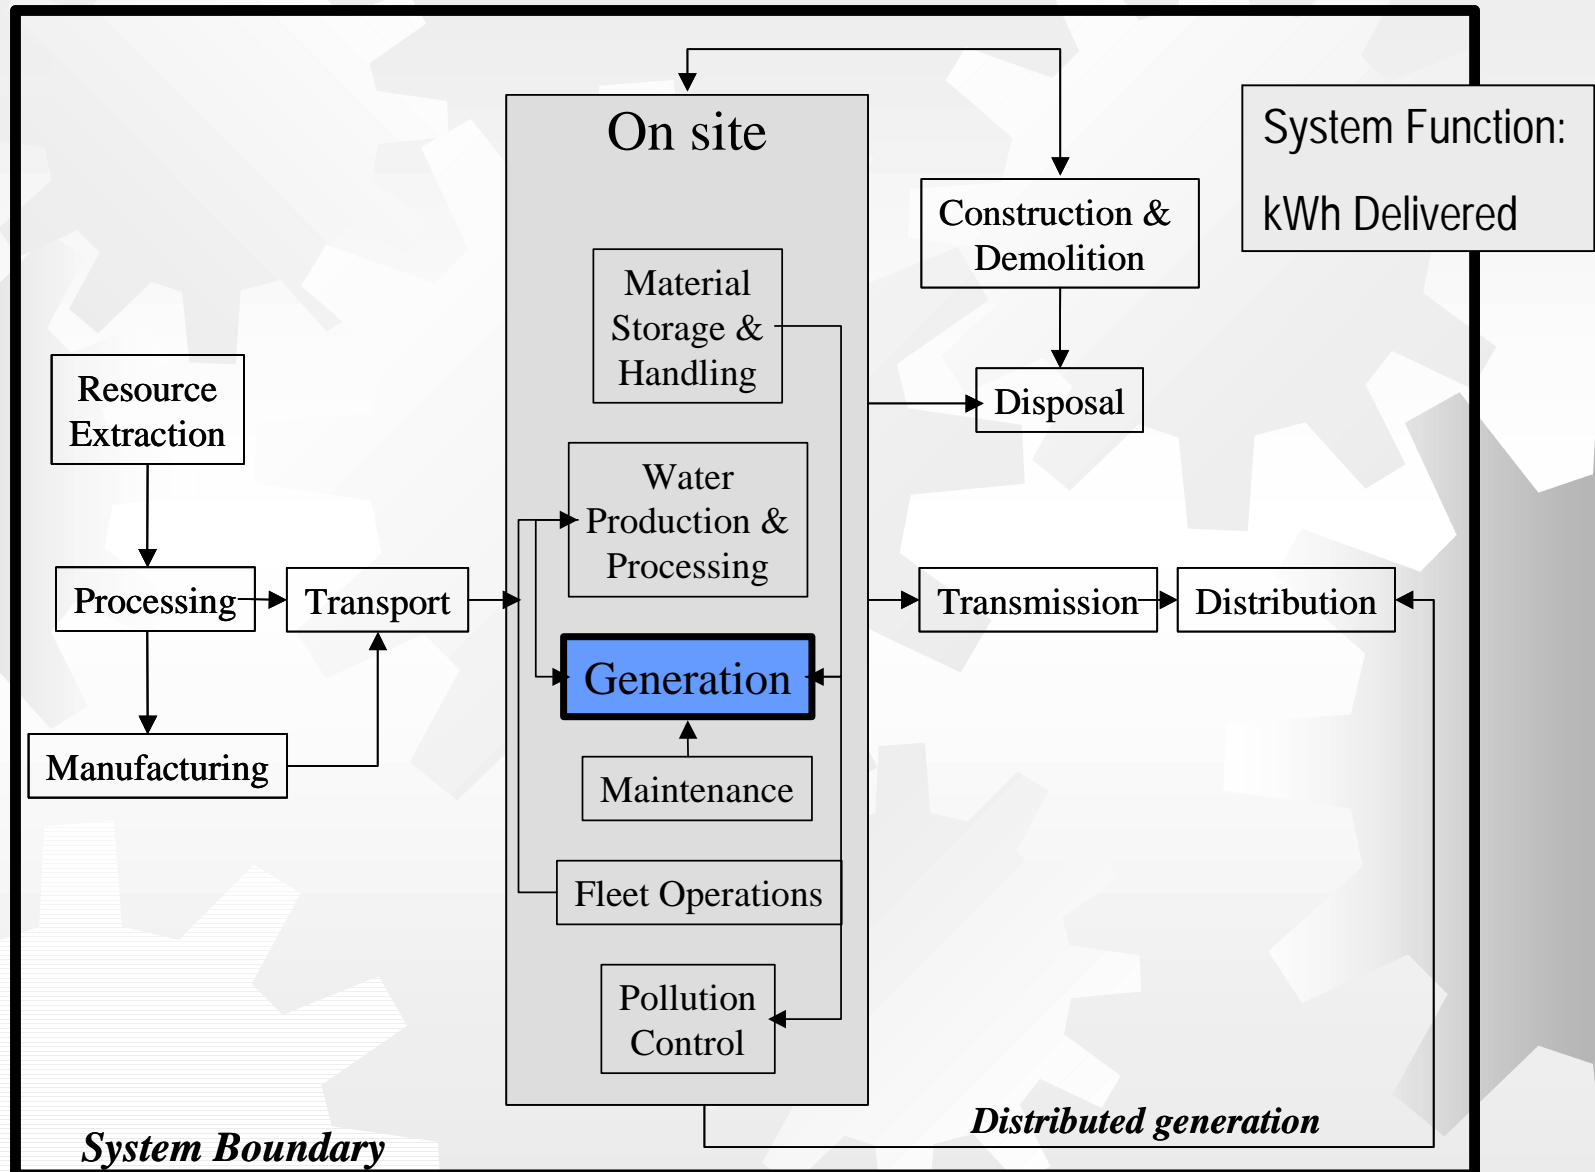 On site
System Function:
kWh Delivered
Construction &
Demolition
Material
Storage &
Handling
Resource
Extraction
Disposal
Water
Production &
Processing
Processing
Transport
Transmission
Distribution
Generation
Manufacturing
Maintenance
Fleet Operations
Pollution
Control
Distributed generation
System Boundary